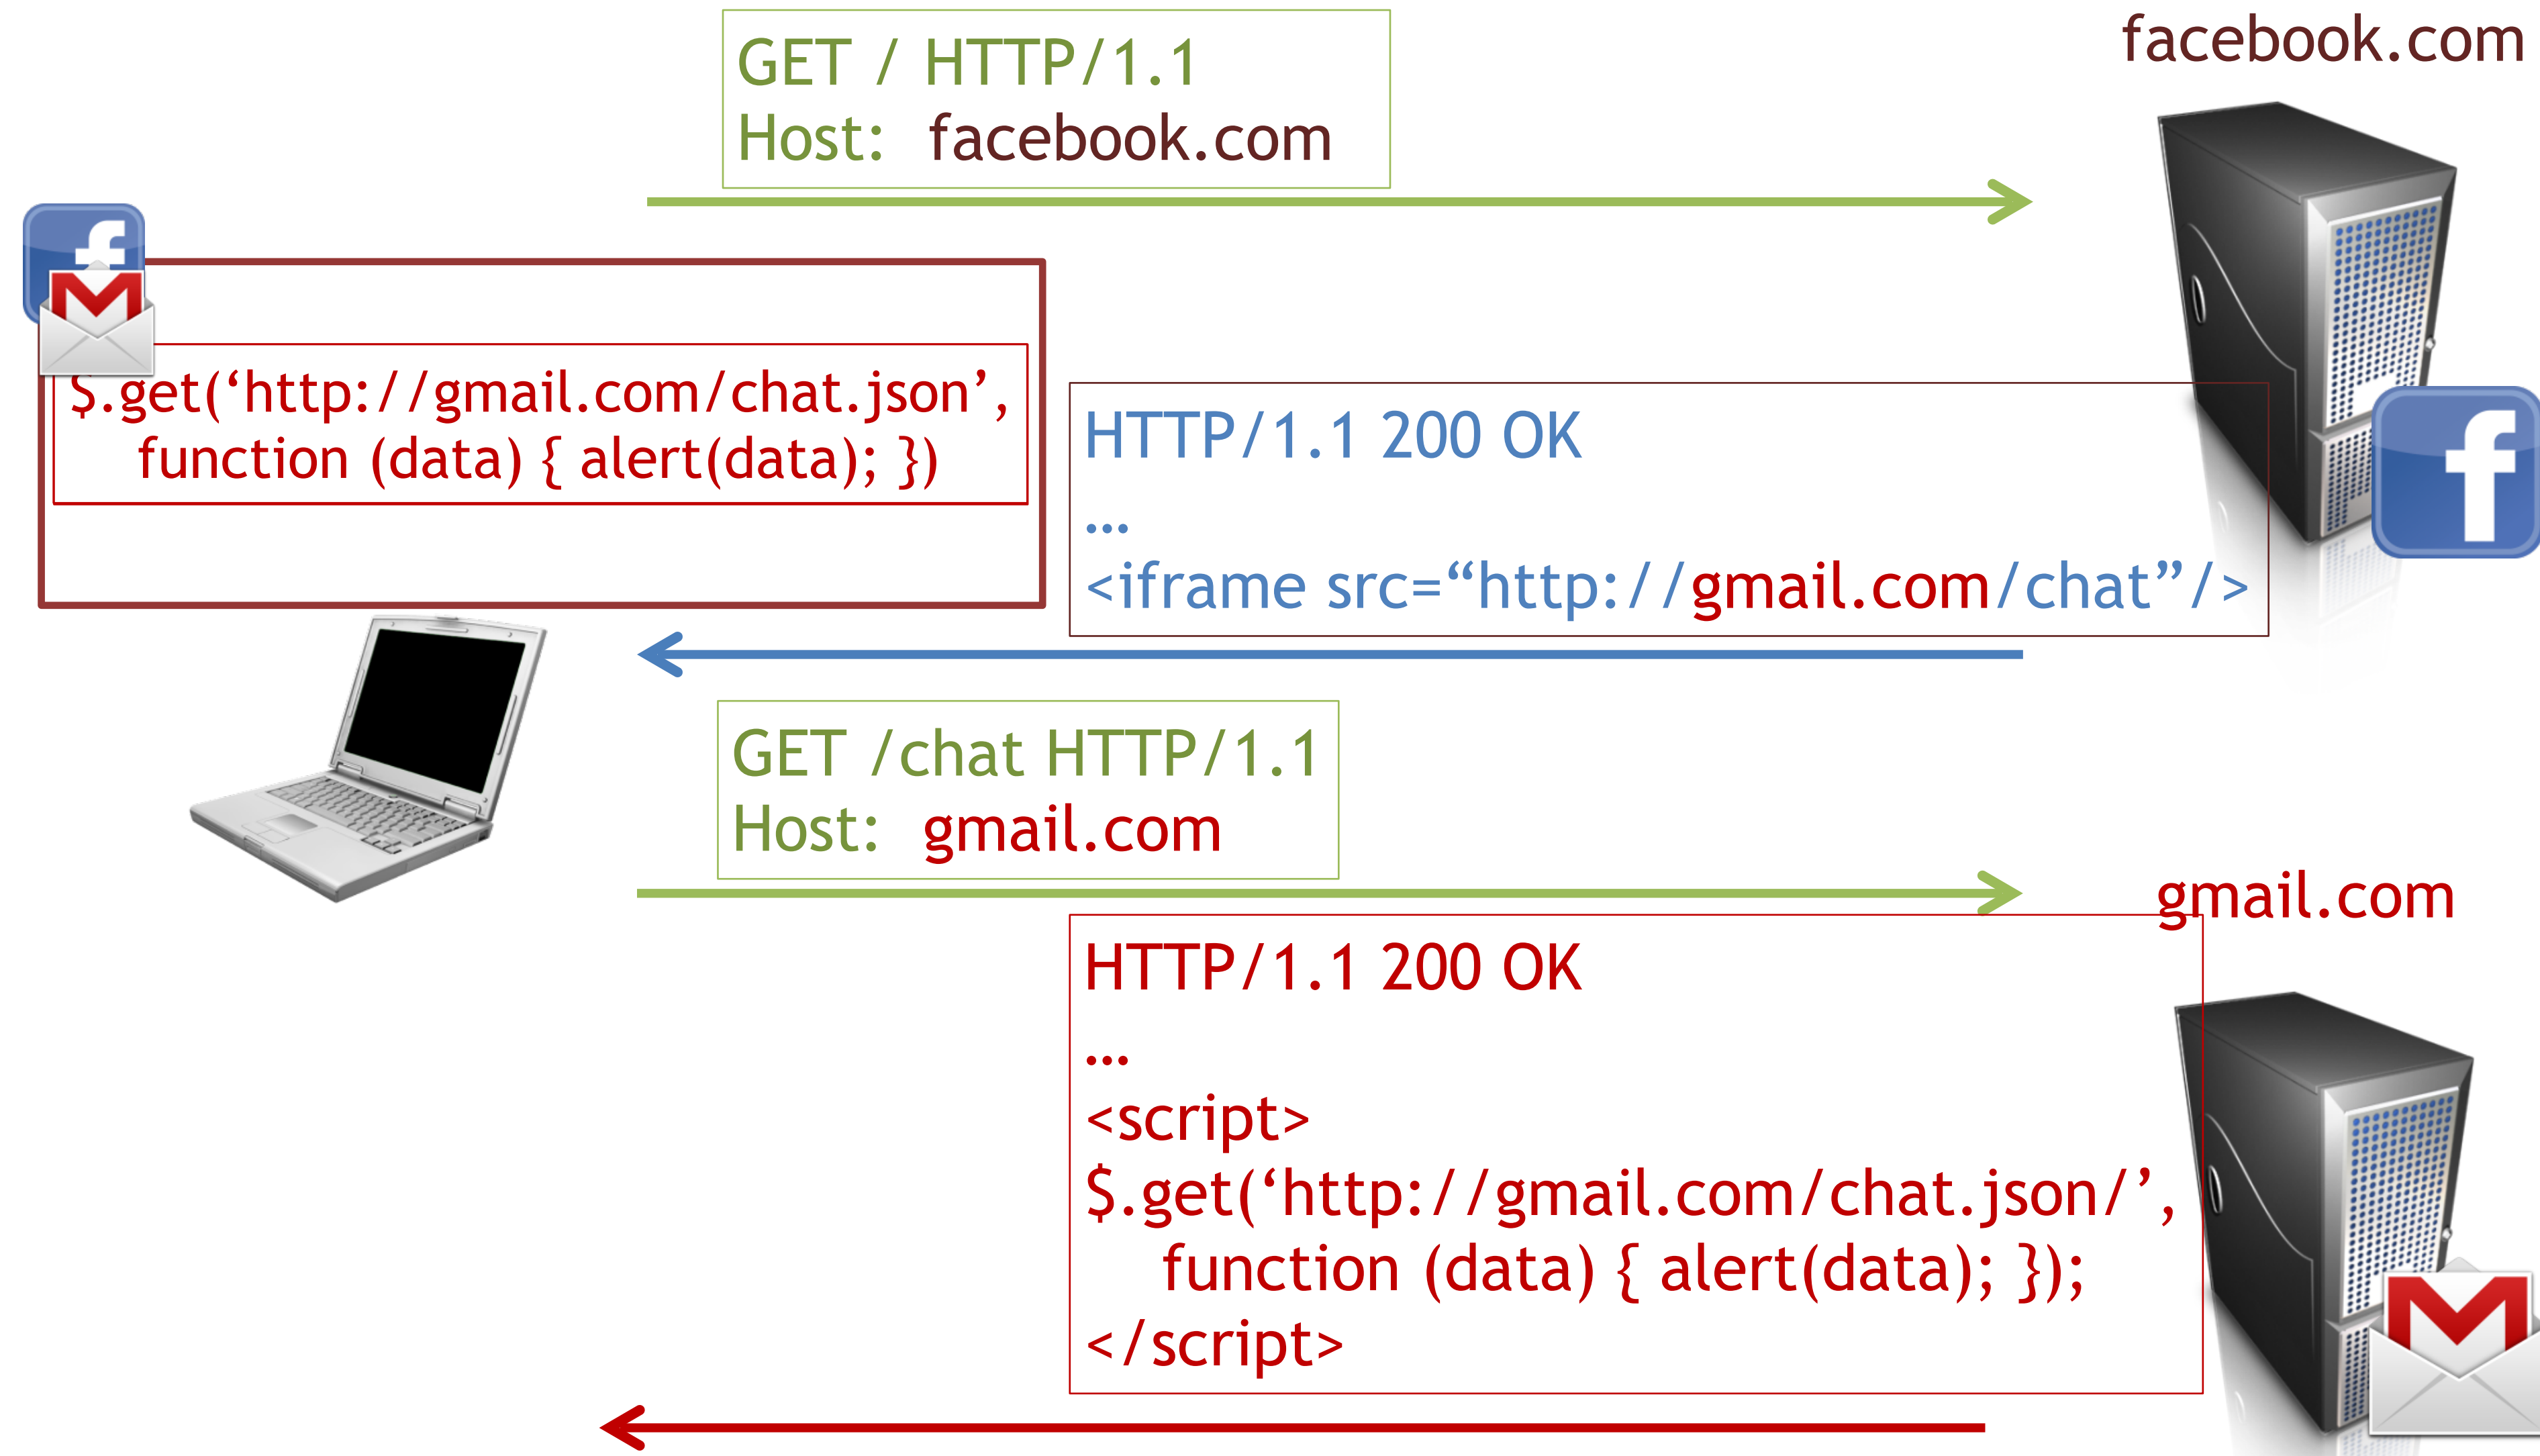 GET / HTTP/1.1
Host: facebook.com
facebook.com
$.get(‘http://gmail.com/chat.json’,
function (data) { alert(data); })
HTTP/1.1 200 OK
…
<iframe src=“http://gmail.com/chat”/>
GET /chat HTTP/1.1
Host: gmail.com
gmail.com
HTTP/1.1 200 OK
…
<script>
$.get(‘http://gmail.com/chat.json/’,
function (data) { alert(data); });
</script>